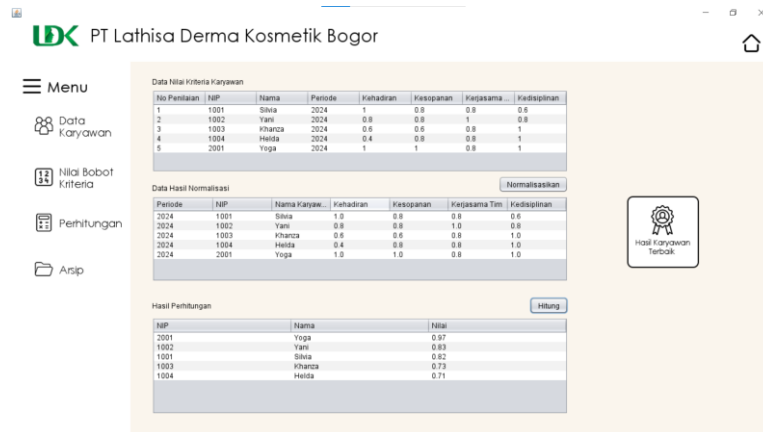 LDK PT Lathisa Derma Kosmetik Bogor
Menu
Data Karyawan
Nilai Bobot Kriteria
Perhitungan
Arsip
Data Nilai Kriteria Karyawan
No Penilaian NIP Nama Periode Kehadiran Kesopanan Kerjasama ... Kedisiplinan
1 1001 Silvia 2024 1 0.8 0.8 0.6
2 1002 Yani 2024 0.8 0.8 1 0.8
3 1003 Khanza 2024 0.6 0.6 0.8 1
4 1004 Helda 2024 0.4 0.8 0.8 1
5 2001 Yoga 2024 1 1 0.8 1
Normalisasikan
Data Hasil Normalisasi
Periode NIP Nama Karyaw... Kehadiran Kesopanan Kerjasama Tim Kedisiplinan
2024 1001 Silvia 1.0 0.8 0.8 0.6
2024 1002 Yani 0.8 0.8 1.0 0.8
2024 1003 Khanza 0.6 0.6 0.8 1.0
2024 1004 Helda 0.4 0.8 0.8 1.0
2024 2001 Yoga 1.0 1.0 0.8 1.0
Hasil Perhitungan
Hitung
NIP Nama Nilai
2001 Yoga 0.97
1002 Yani 0.83
1001 Silvia 0.82
1003 Khanza 0.73
1004 Helda 0.71
Hasil Karyawan
Terbaik